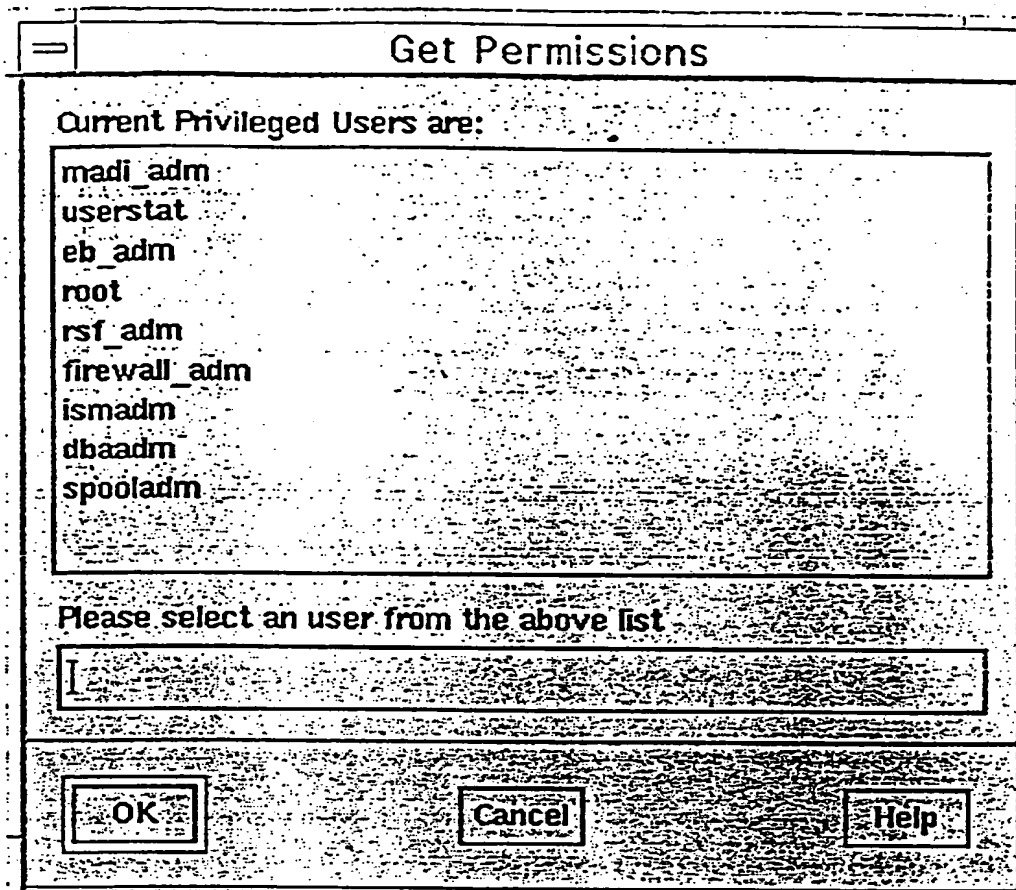 Get Permissions
Current Privileged Users are:
madi_adm
userstat
eb_adm
root
rsf_adm
firewall_adm
ismadm
dbaadm
spooladm
Please select an user from the above list
OK
Cancel
Help